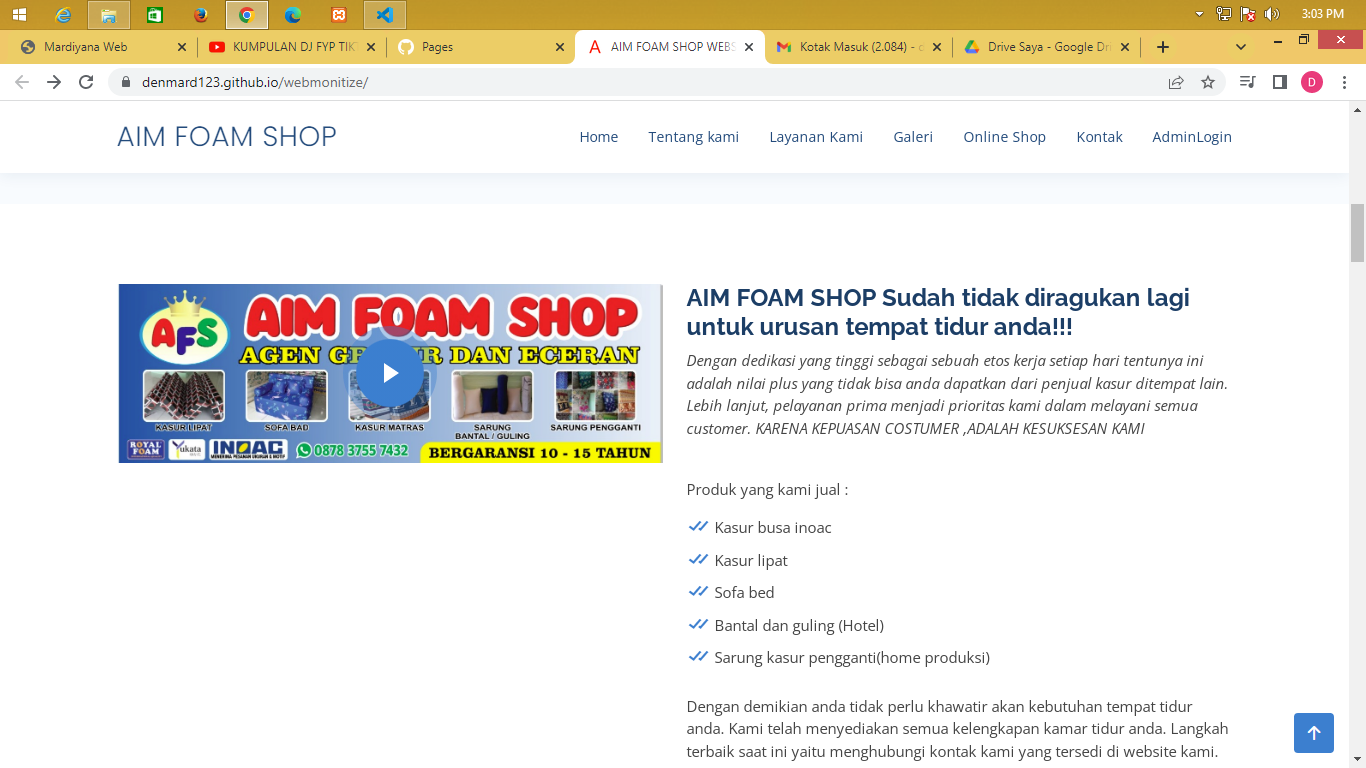 3:03 PM
Mardiyana Web
KUMPULAN DJ FYP TIK
Pages
AIM FOAM SHOP WEBS
Kotak Masuk (2.084) - d
Drive Saya - Google Dri
denmard123.github.io/webmonitize/
D
AIM FOAM SHOP
Home
Tentang kami
Layanan Kami
Galeri
Online Shop
Kontak
AdminLogin
AFS
AIM FOAM SHOP
AGEN DAN ECERAN
KASUR LIPAT
SOFA BAD
KASUR MATRAS
SARUNG
BANTAL / GULING
SARUNG PENGGANTI
ROYAL FOAM
Yukata
INOAC
MENERIMA PESANAN UKURAN & MOTIF
0878 3755 7432
BERGARANSI 10 - 15 TAHUN
AIM FOAM SHOP Sudah tidak diragukan lagi
untuk urusan tempat tidur anda!!!
Dengan dedikasi yang tinggi sebagai sebuah etos kerja setiap hari tentunya ini
adalah nilai plus yang tidak bisa anda dapatkan dari penjual kasur ditempat lain.
Lebih lanjut, pelayanan prima menjadi prioritas kami dalam melayani semua
customer. KARENA KEPUASAN COSTUMER ,ADALAH KESUKSESAN KAMI
Produk yang kami jual :
Kasur busa inoac
Kasur lipat
Sofa bed
Bantal dan guling (Hotel)
Sarung kasur pengganti(home produksi)
Dengan demikian anda tidak perlu khawatir akan kebutuhan tempat tidur
anda. Kami telah menyediakan semua kelengkapan kamar tidur anda. Langkah
terbaik saat ini yaitu menghubungi kontak kami yang tersedi di website kami.